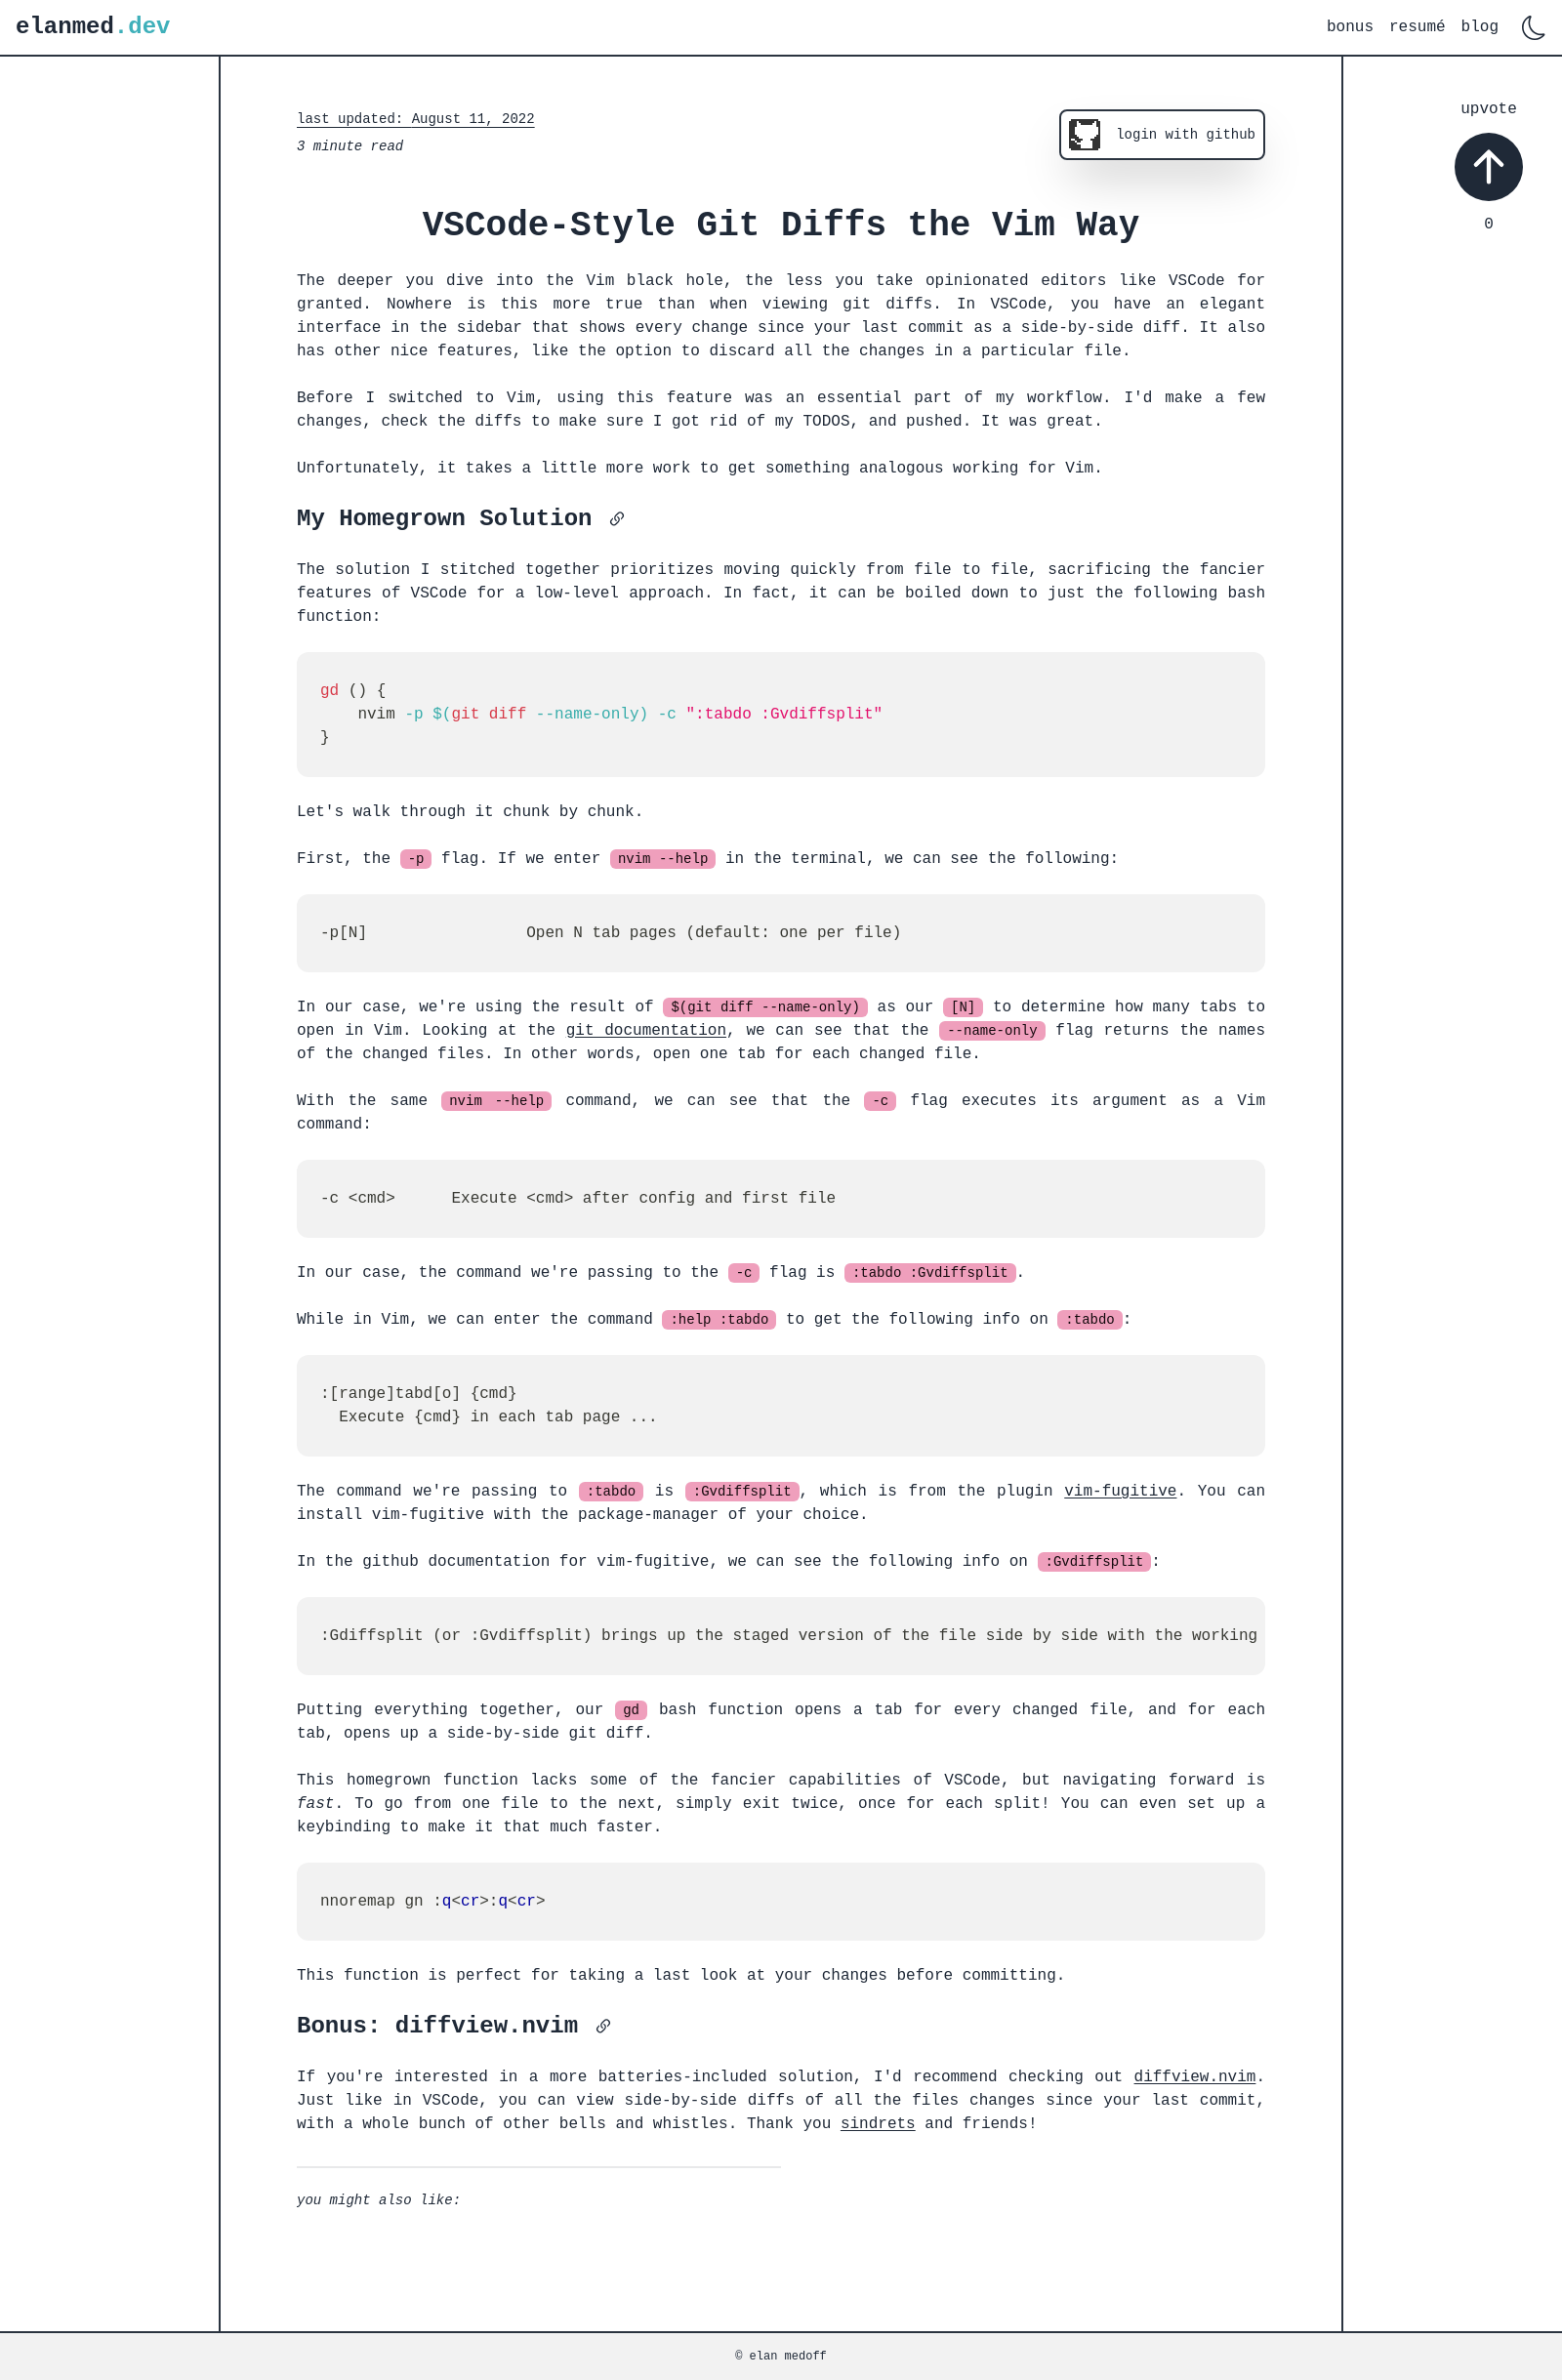 elanmed.dev
bonus resumé blog
upvote
0
last updated: August 11, 2022
3 minute read
login with github
VSCode-Style Git Diffs the Vim Way
The deeper you dive into the Vim black hole, the less you take opinionated editors like VSCode for
granted. Nowhere is this more true than when viewing git diffs. In VSCode, you have an elegant
interface in the sidebar that shows every change since your last commit as a side-by-side diff. It also
has other nice features, like the option to discard all the changes in a particular file.
Before I switched to Vim, using this feature was an essential part of my workflow. I'd make a few
changes, check the diffs to make sure I got rid of my TODOS, and pushed. It was great.
Unfortunately, it takes a little more work to get something analogous working for Vim.
My Homegrown Solution
The solution I stitched together prioritizes moving quickly from file to file, sacrificing the fancier
features of VSCode for a low-level approach. In fact, it can be boiled down to just the following bash
function:
gd () {
    nvim -p $(git diff --name-only) -c ":tabdo :Gvdiffsplit"
}
Let's walk through it chunk by chunk.
First, the -p flag. If we enter nvim --help in the terminal, we can see the following:
-p[N]                 Open N tab pages (default: one per file)
In our case, we're using the result of $(git diff --name-only) as our [N] to determine how many tabs to
open in Vim. Looking at the git documentation, we can see that the --name-only flag returns the names
of the changed files. In other words, open one tab for each changed file.
With the same nvim --help command, we can see that the -c flag executes its argument as a Vim
command:
-c <cmd>      Execute <cmd> after config and first file
In our case, the command we're passing to the -c flag is :tabdo :Gvdiffsplit.
While in Vim, we can enter the command :help :tabdo to get the following info on :tabdo:
:[range]tabd[o] {cmd}
  Execute {cmd} in each tab page ...
The command we're passing to :tabdo is :Gvdiffsplit, which is from the plugin vim-fugitive. You can
install vim-fugitive with the package-manager of your choice.
In the github documentation for vim-fugitive, we can see the following info on :Gvdiffsplit:
:Gdiffsplit (or :Gvdiffsplit) brings up the staged version of the file side by side with the working
Putting everything together, our gd bash function opens a tab for every changed file, and for each
tab, opens up a side-by-side git diff.
This homegrown function lacks some of the fancier capabilities of VSCode, but navigating forward is
fast. To go from one file to the next, simply exit twice, once for each split! You can even set up a
keybinding to make it that much faster.
nnoremap gn :q<cr>:q<cr>
This function is perfect for taking a last look at your changes before committing.
Bonus: diffview.nvim
If you're interested in a more batteries-included solution, I'd recommend checking out diffview.nvim.
Just like in VSCode, you can view side-by-side diffs of all the files changes since your last commit,
with a whole bunch of other bells and whistles. Thank you sindrets and friends!
you might also like:
© elan medoff